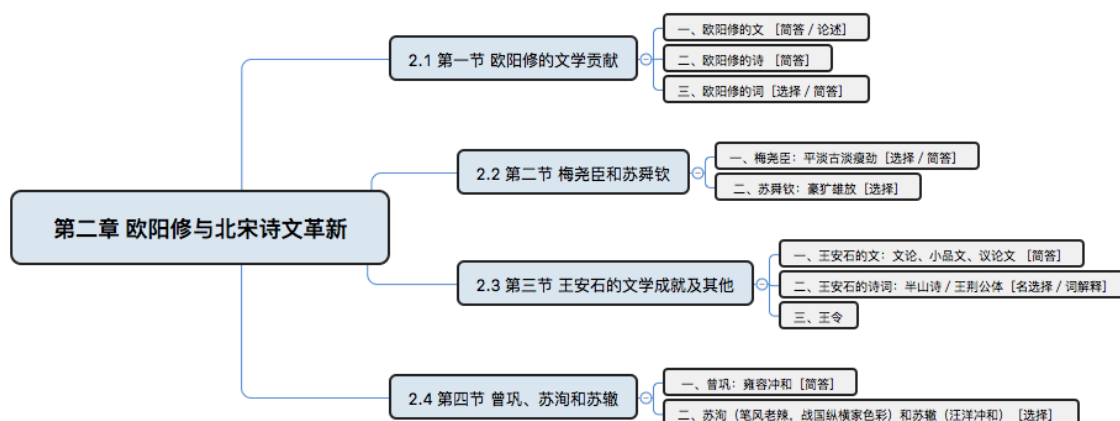 第二章 欧阳修与北宋诗文革新
2.1 第一节 欧阳修的文学贡献
一、欧阳修的文 [简答 / 论述]
二、欧阳修的诗 [简答]
三、欧阳修的词 [选择 / 简答]
2.2 第二节 梅尧臣和苏舜钦
一、梅尧臣：平淡古淡瘦劲 [选择 / 简答]
二、苏舜钦：豪犷雄放 [选择]
2.3 第三节 王安石的文学成就及其他
一、王安石的文：文论、小品文、议论文 [简答]
二、王安石的诗词：半山诗 / 王荆公体 [名选择 / 词解释]
三、王令
2.4 第四节 曾巩、苏洵和苏辙
一、曾巩：雍容冲和 [简答]
二、苏洵（笔风老辣、战国纵横家色彩）和苏辙（汪洋冲和） [选择]